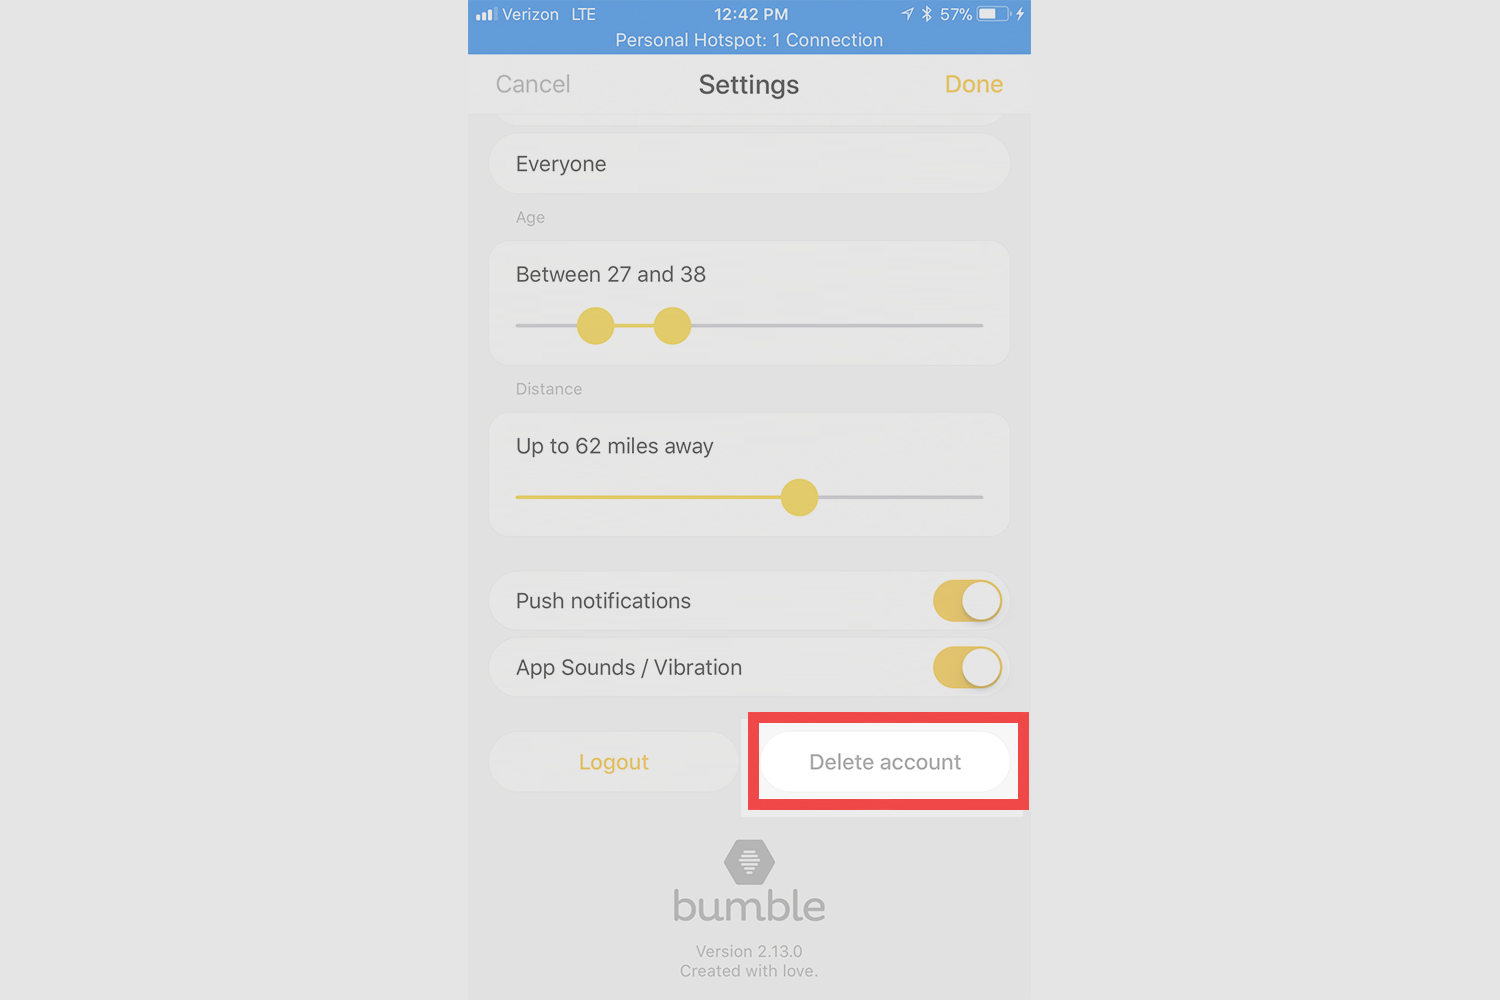 Verizon LTE 12:42 PM 57%
Personal Hotspot: 1 Connection
Cancel Settings Done
Everyone
Age
Between 27 and 38
Distance
Up to 62 miles away
Push notifications
App Sounds / Vibration
Logout Delete account
bumble
Version 2.13.0
Created with love.